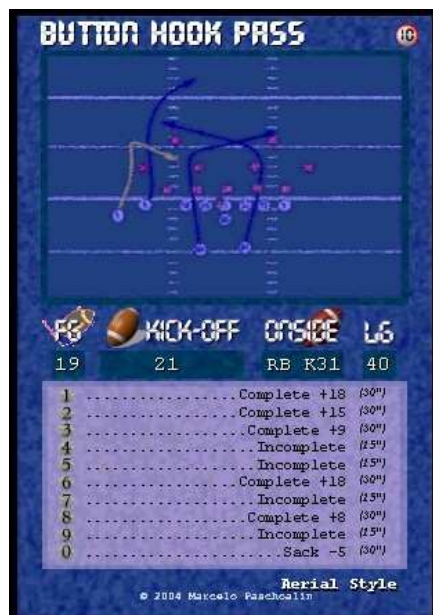 BUTTON HOOK PASS 10
FG KICK-OFF ONSIDE LG
19 21 RB K31 40
1 ..................Complete +18 (30")
2 ..................Complete +15 (30")
3 ...................Complete +9 (30")
4 ....................Incomplete (15")
5 ....................Incomplete (15")
6 ..................Complete +18 (30")
7 ....................Incomplete (15")
8 ...................Complete +8 (30")
9 ....................Incomplete (15")
0 .......................Sack -5 (30")
Aerial Style
© 2004 Marcelo Paschoalin